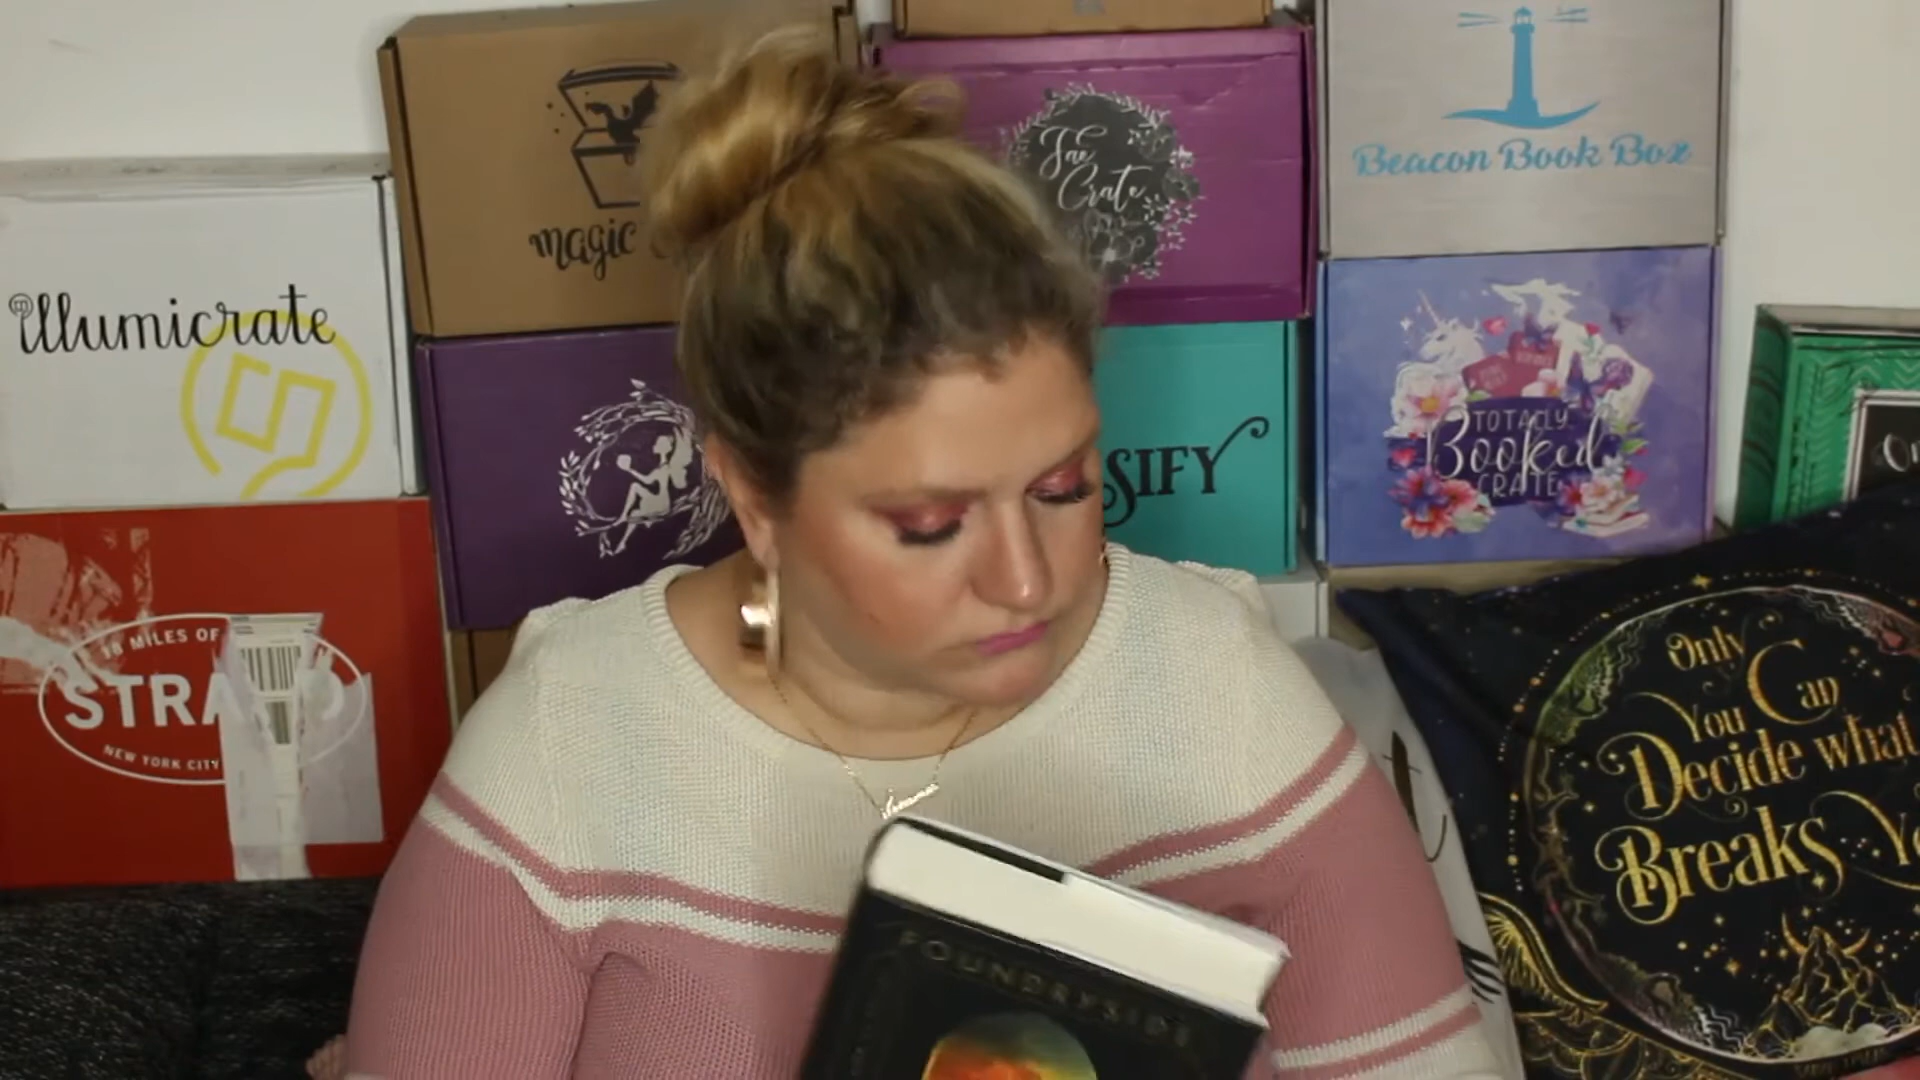 magic
Fae
Crate
Beacon Book Box
illumicrate
SIFY
TOTALLY
Booked
CRATE
18 MILES OF
STRA
NEW YORK CITY
Only
You Can
Decide what
Breaks Yo
FOUNDRYSIDE